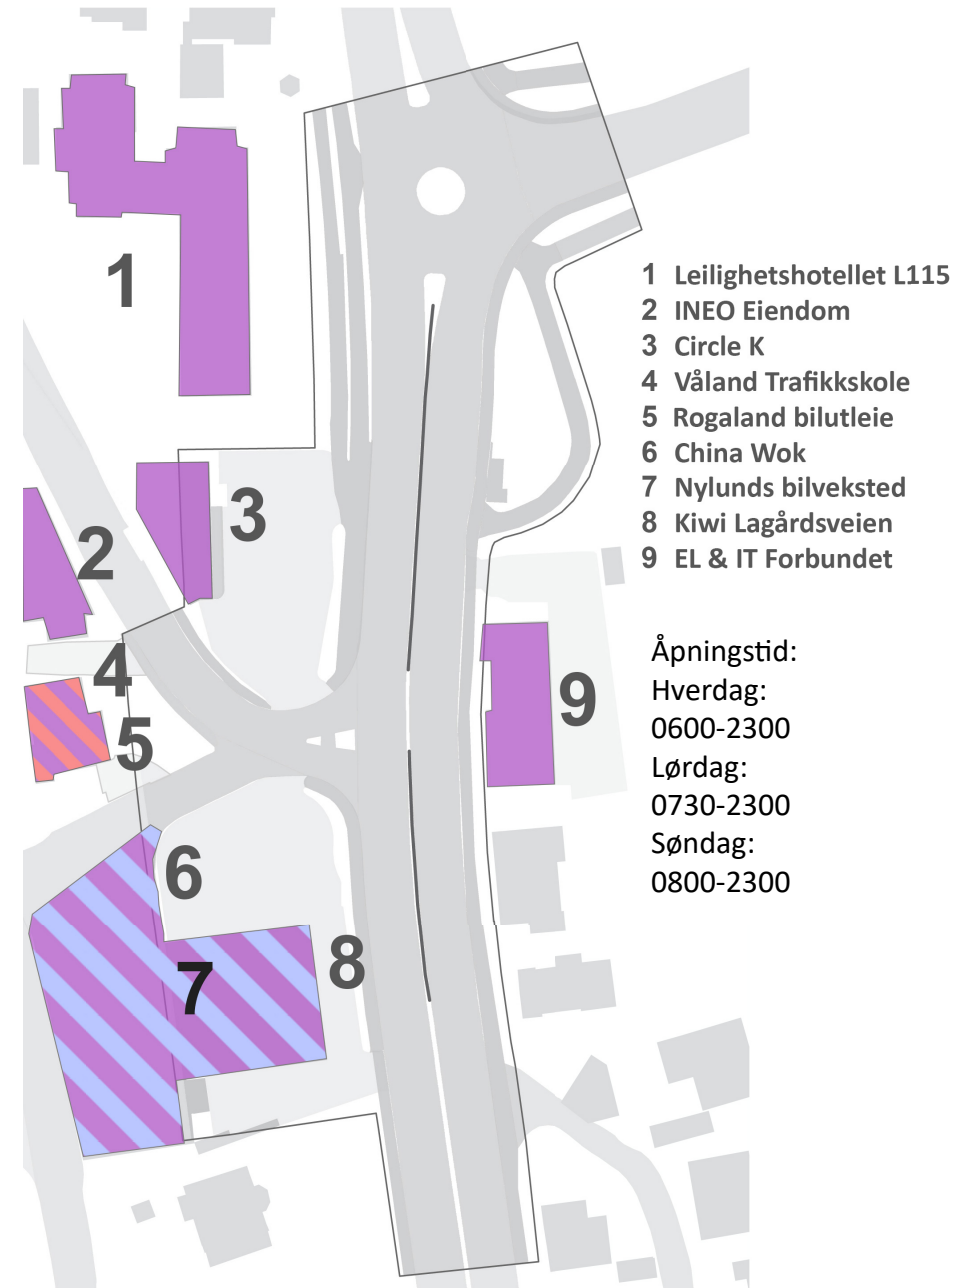 1
2
3
4
5
6
7
8
9
1 Leilighetshotellet L115
2 INEO Eiendom
3 Circle K
4 Våland Trafikkskole
5 Rogaland bilutleie
6 China Wok
7 Nylunds bilveksted
8 Kiwi Lagårdsveien
9 EL & IT Forbundet
Åpningstid:
Hverdag:
0600-2300
Lørdag:
0730-2300
Søndag:
0800-2300